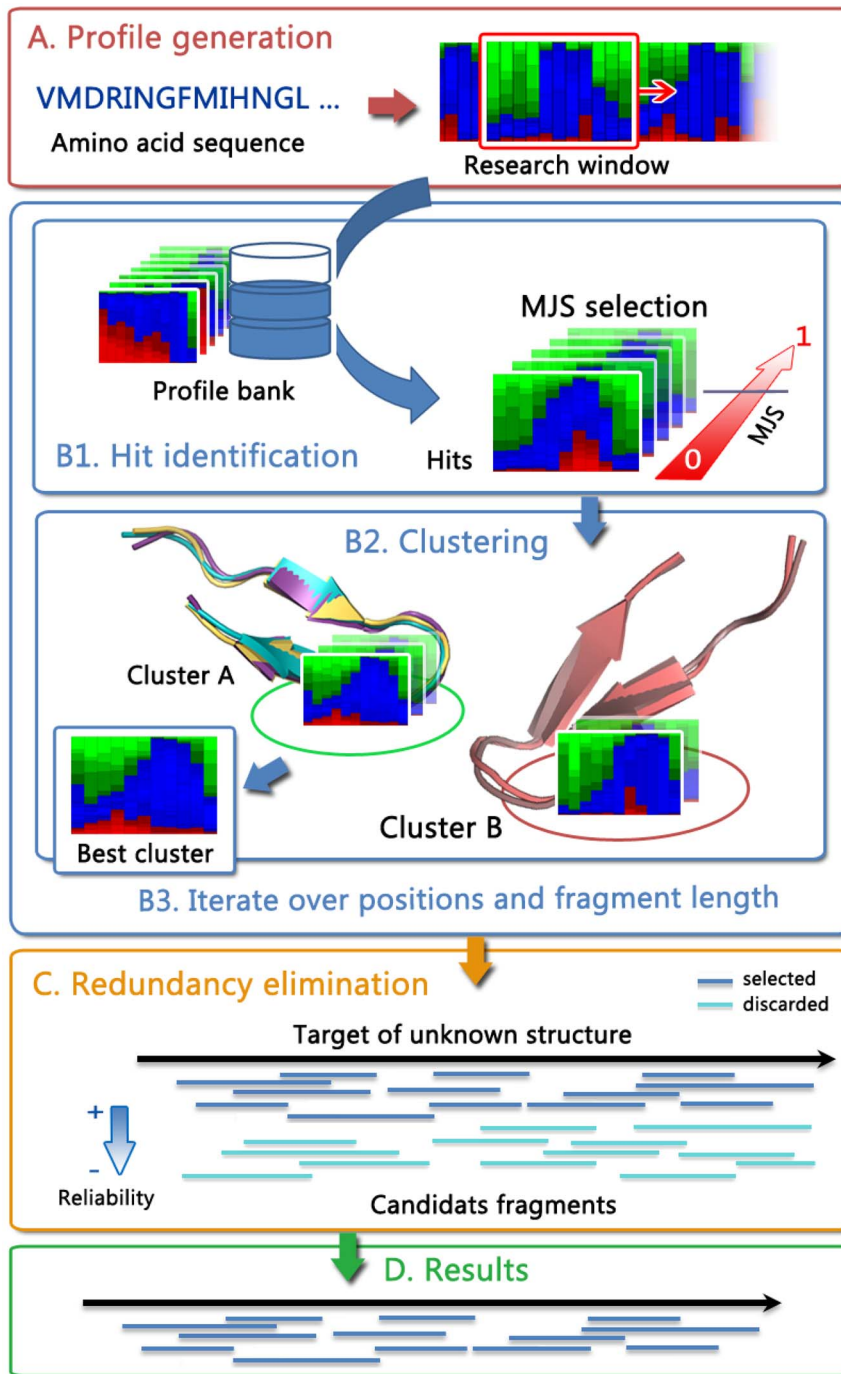 A. Profile generation
VMDRINGFMIHNGL ...
Amino acid sequence
Research window
Profile bank
MJS selection
1
MJS
0
Hits
B1. Hit identification
B2. Clustering
Cluster A
Best cluster
Cluster B
B3. Iterate over positions and fragment length
C. Redundancy elimination
selected
discarded
Target of unknown structure
+
-
Reliability
Candidats fragments
D. Results